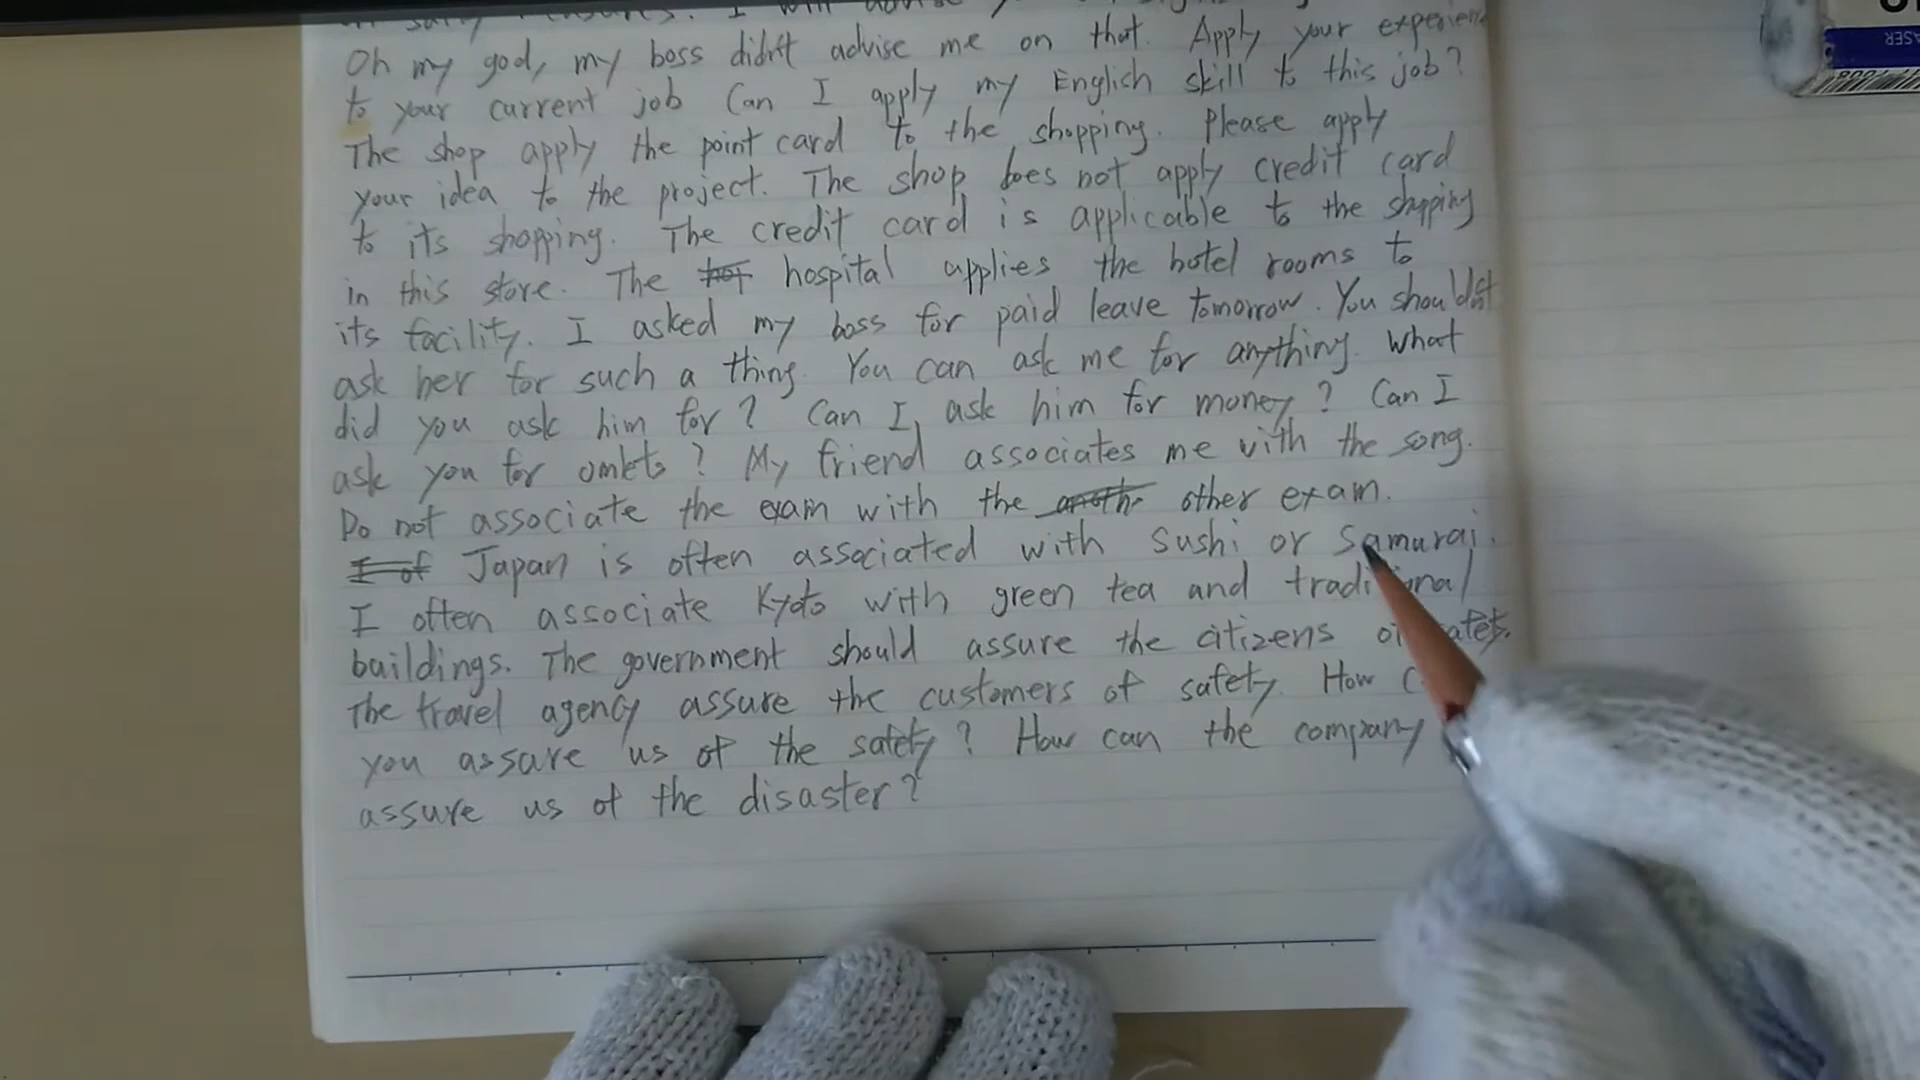 Oh my god, my boss didn't advise me on that. Apply your experien
to your current job Can I apply my English skill to this job?
The shop apply the point card to the shopping. Please apply
your idea to the project. The shop does not apply credit card
to its shopping. The credit card is applicable to the shopping
in this store. The hospital applies the hotel rooms to
its facility. I asked my boss for paid leave tomorrow. You shouldn't
ask her for such a thing. You can ask me for anything. What
did you ask him for? Can I ask him for money? Can I
ask you for omlets? My friend associates me with the song.
Do not associate the exam with the other exam.
I of Japan is often associated with Sushi or Samurai.
I often associate Kyoto with green tea and traditional
buildings. The government should assure the citizens
The travel agency assure the customers of safety. How
you assure us of the safety? How can the company
assure us of the disaster?